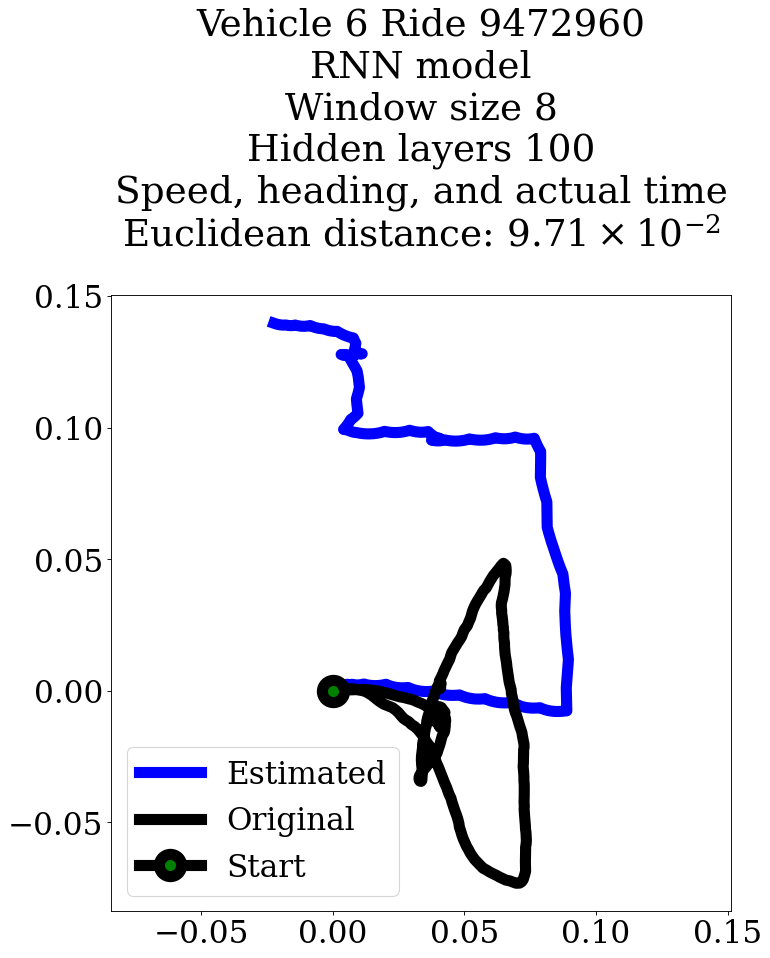 Vehicle 6 Ride 9472960
RNN model
Window size 8
Hidden layers 100
Speed, heading, and actual time
Euclidean distance: 9.71 × 10⁻²
0.15
0.10
0.05
0.00
−0.05
Estimated
Original
Start
−0.05 0.00 0.05 0.10 0.15